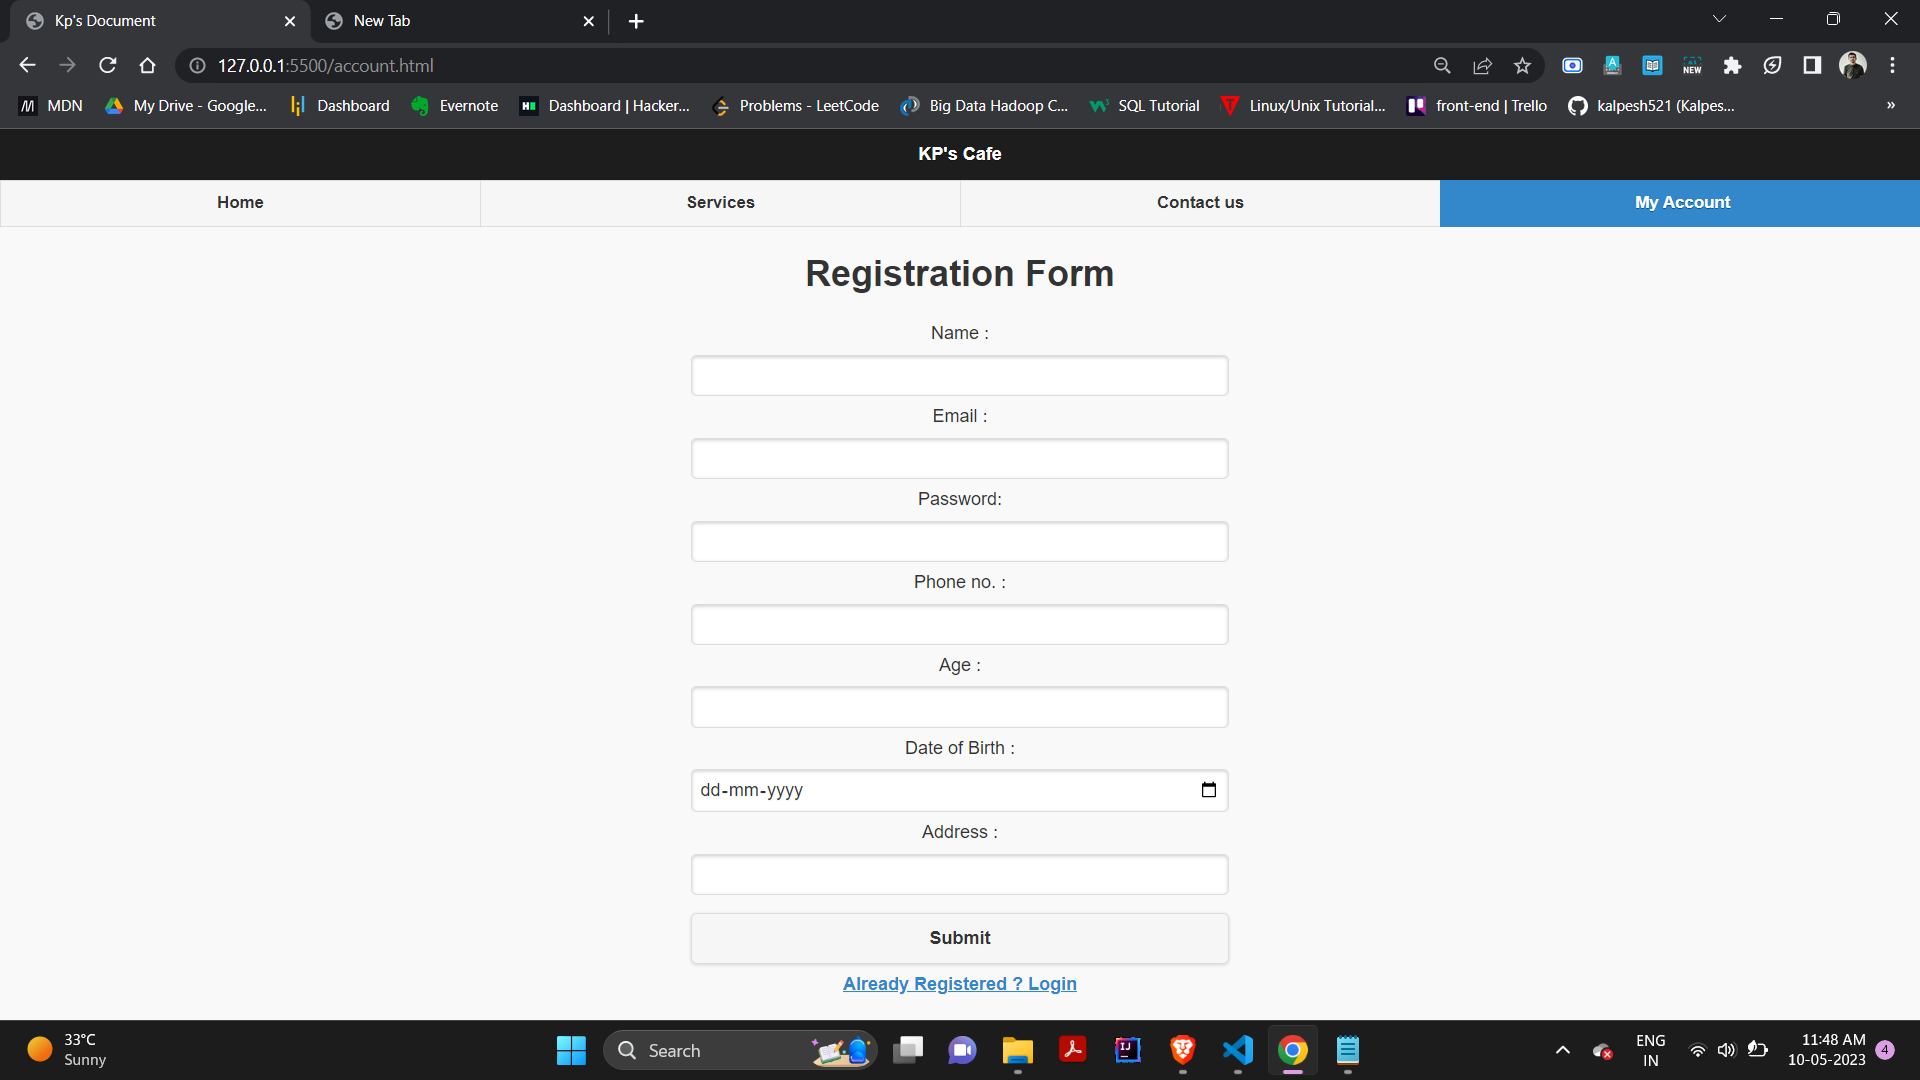 Kp's Document
New Tab
127.0.0.1:5500/account.html
NEW
MDN
My Drive - Google...
Dashboard
Evernote
Dashboard | Hacker...
Problems - LeetCode
Big Data Hadoop C...
SQL Tutorial
Linux/Unix Tutorial...
front-end | Trello
kalpesh521 (Kalpes...
»
KP's Cafe
Home
Services
Contact us
My Account
Registration Form
Name :
Email :
Password:
Phone no. :
Age :
Date of Birth :
dd-mm-yyyy
Address :
Submit
Already Registered ? Login
33°C
Sunny
Search
ENG
IN
11:48 AM
10-05-2023
4